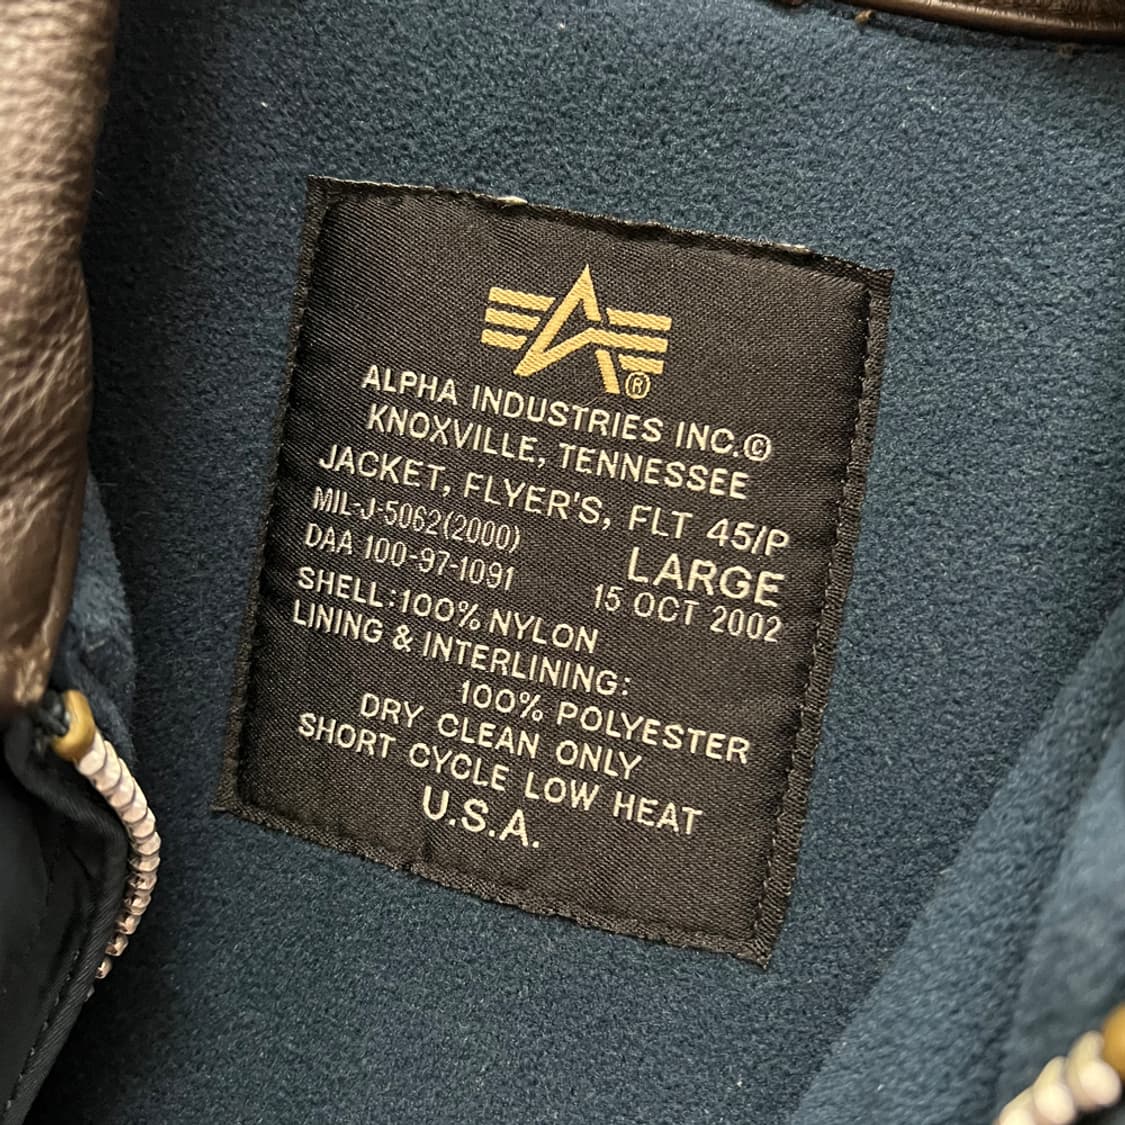 ALPHA INDUSTRIES INC.©
KNOXVILLE, TENNESSEE
JACKET, FLYER'S, FLT 45/P
MIL-J-5062(2000)
LARGE
DAA 100-97-1091
15 OCT 2002
SHELL:100% NYLON
LINING & INTERLINING:
100% POLYESTER
DRY CLEAN ONLY
SHORT CYCLE LOW HEAT
U.S.A.